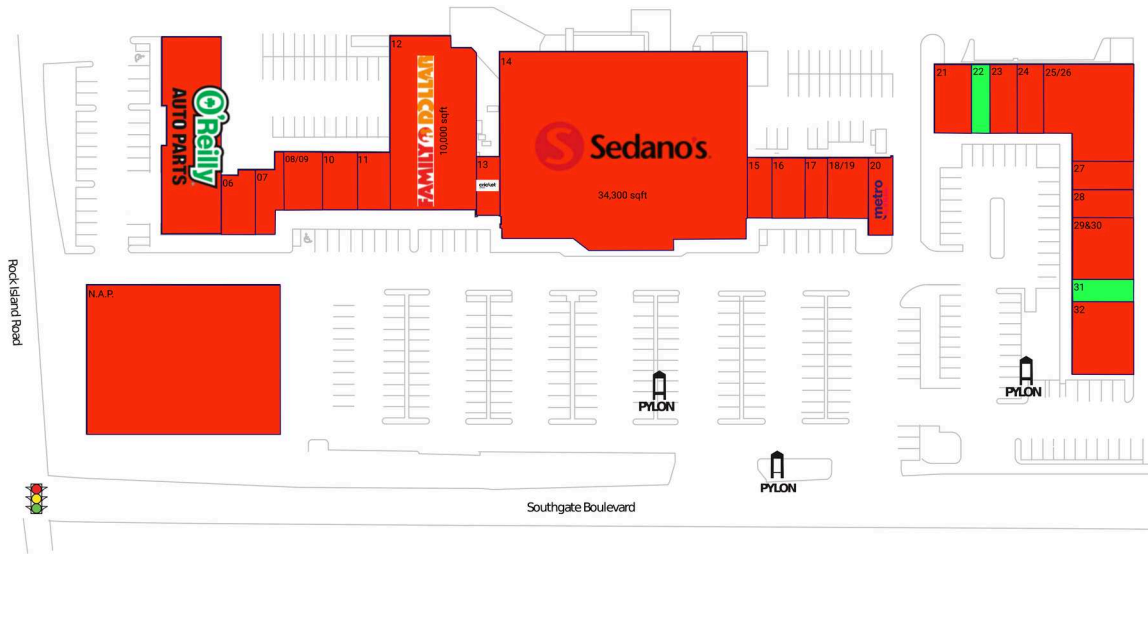 12
14
21
22
23
24
25/26
O'Reilly
AUTO PARTS
FAMILY DOLLAR
10,000 sqft
Sedano's
S
06
07
08/09
10
11
13
cricket
34,300 sqft
15
16
17
18/19
20
metro
27
28
29&30
31
32
Rock Island Road
N.A.P.
PYLON
PYLON
PYLON
Southgate Boulevard